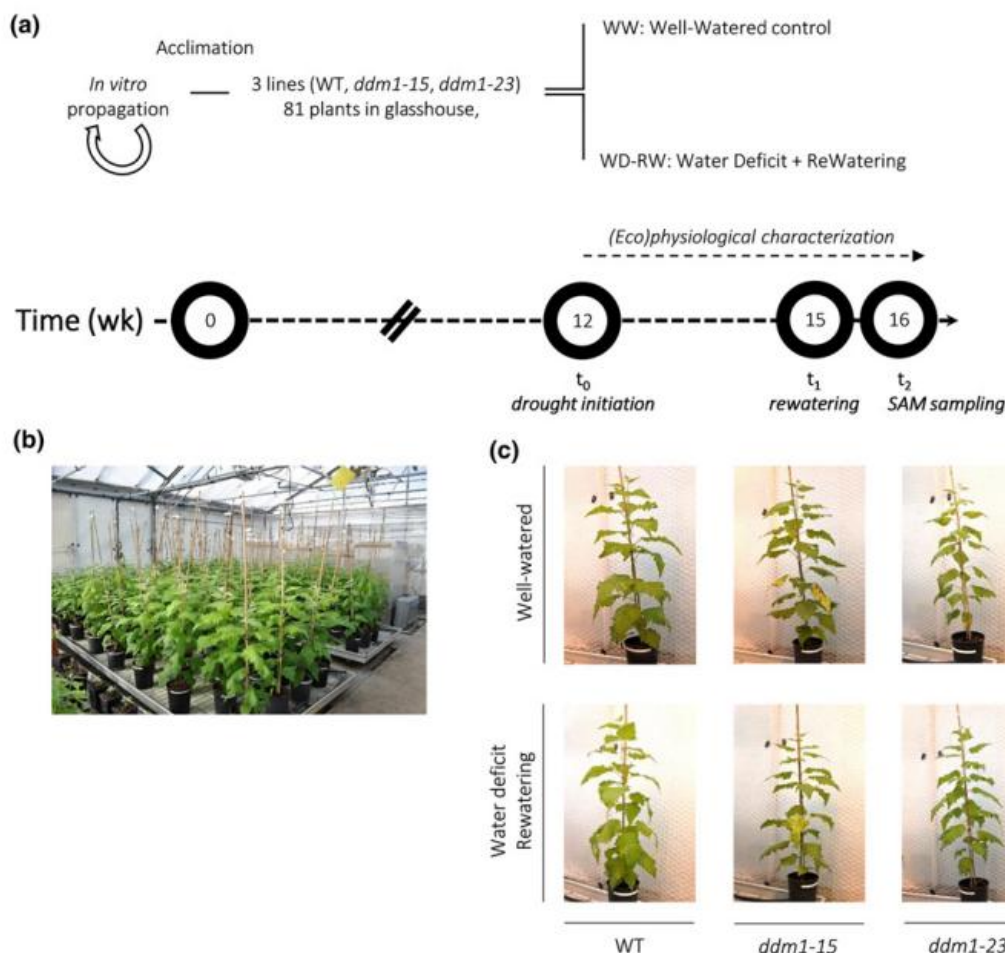 (a)
WW: Well-Watered control
Acclimation
In vitro
propagation
3 lines (WT, ddm1-15, ddm1-23)
81 plants in glasshouse,
WD-RW: Water Deficit + ReWatering
(Eco)physiological characterization
Time (wk)
0
12
15
16
t0
t1
t2
drought initiation
rewatering
SAM sampling
(b)
(c)
Well-watered
Water deficit
Rewatering
WT
ddm1-15
ddm1-23